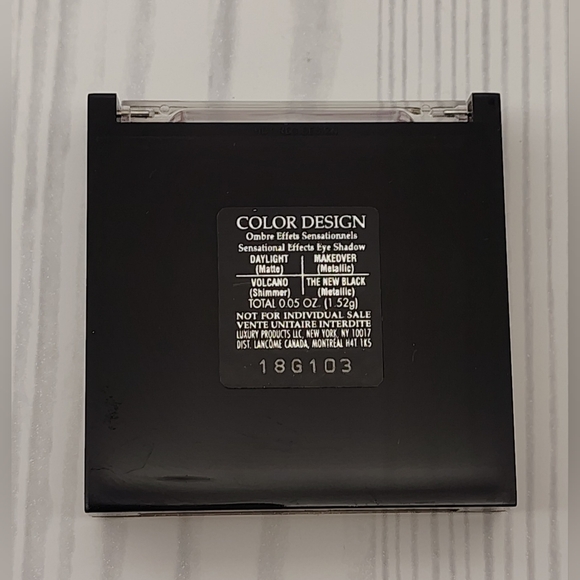 COLOR DESIGN
Ombre Effets Sensationnels
Sensational Effects Eye Shadow
DAYLIGHT MAKEOVER
(Matte) (Metallic)
VOLCANO THE NEW BLACK
(Shimmer) (Metallic)
TOTAL 0.05 OZ. (1.52g)
NOT FOR INDIVIDUAL SALE
VENTE UNITAIRE INTERDITE
LUXURY PRODUCTS LLC, NEW YORK, NY 10017
DIST. LANCÔME CANADA, MONTRÉAL H4T 1K5
18G103